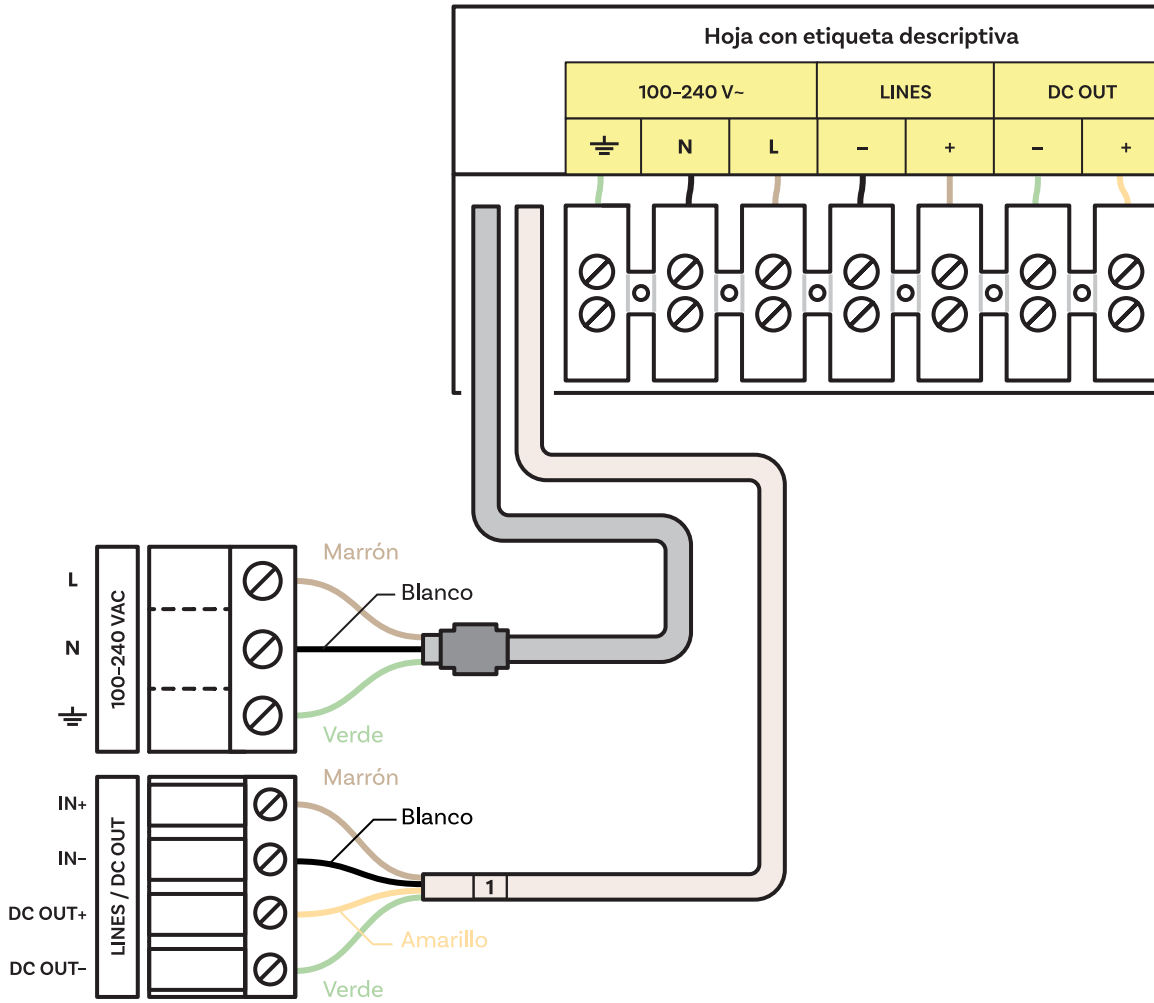 Hoja con etiqueta descriptiva
100–240 V~ LINES DC OUT
N L – + – +
Marrón
L
Blanco
N
100–240 VAC
Verde
Marrón
IN+
Blanco
IN–
LINES / DC OUT
1
DC OUT+
Amarillo
DC OUT–
Verde